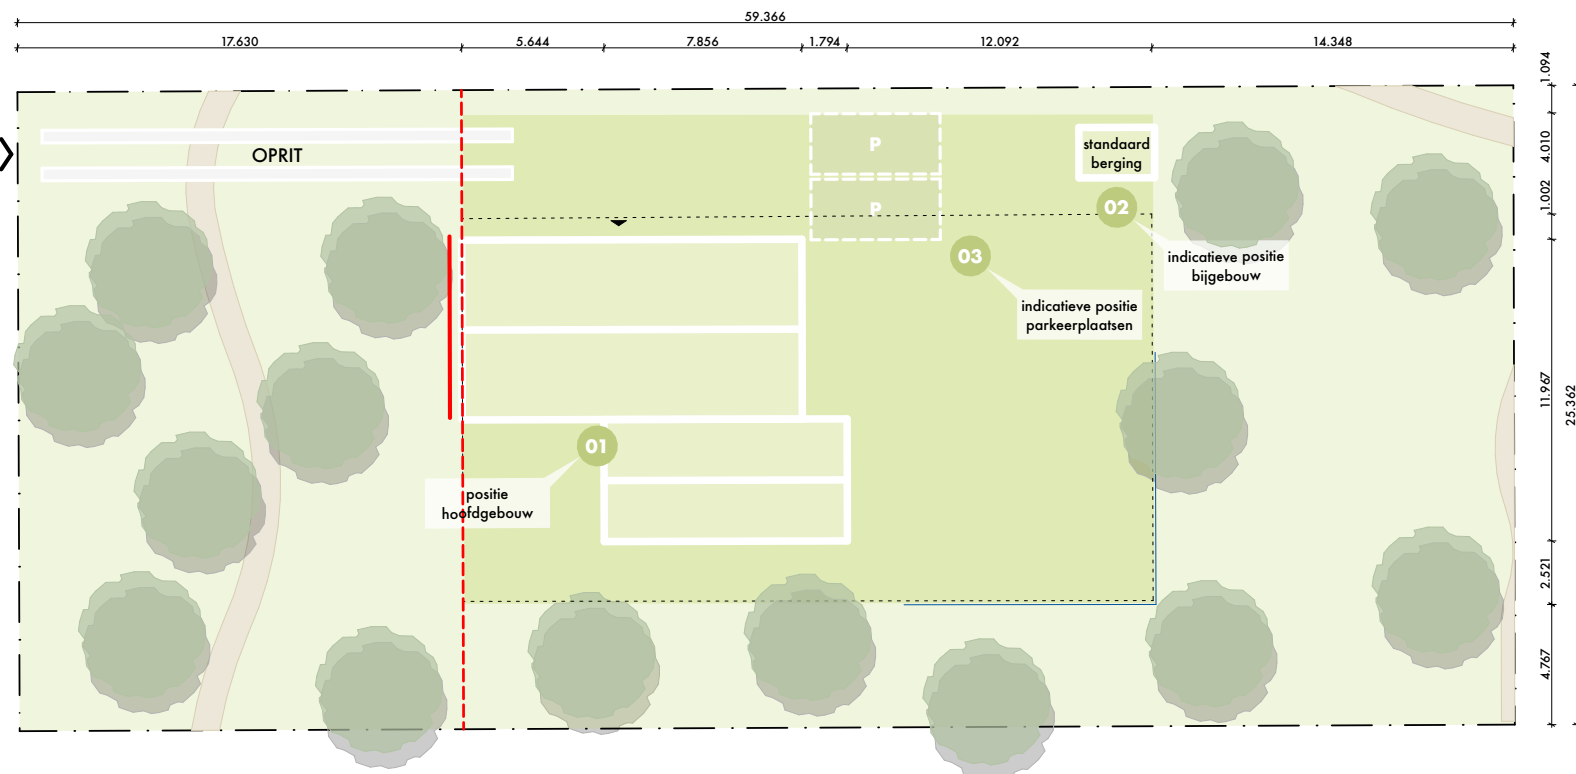 59.366
17.630 5.644 7.856 1.794 12.092 14.348
1.094
OPRIT
P
standaard
berging
4.010
P
02
1.002
03
indicatieve positie
bijgebouw
indicatieve positie
parkeerplaatsen
11.967
25.362
01
positie
hoofdgebouw
2.521
4.767